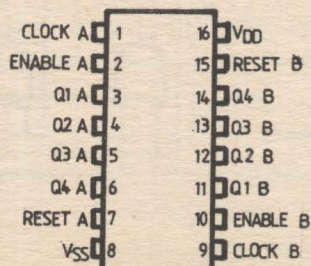 CLOCK A 1 16 VDD
ENABLE A 2 15 RESET B
Q1 A 3 14 Q4 B
Q2 A 4 13 Q3 B
Q3 A 5 12 Q2 B
Q4 A 6 11 Q1 B
RESET A 7 10 ENABLE B
VSS 8 9 CLOCK B